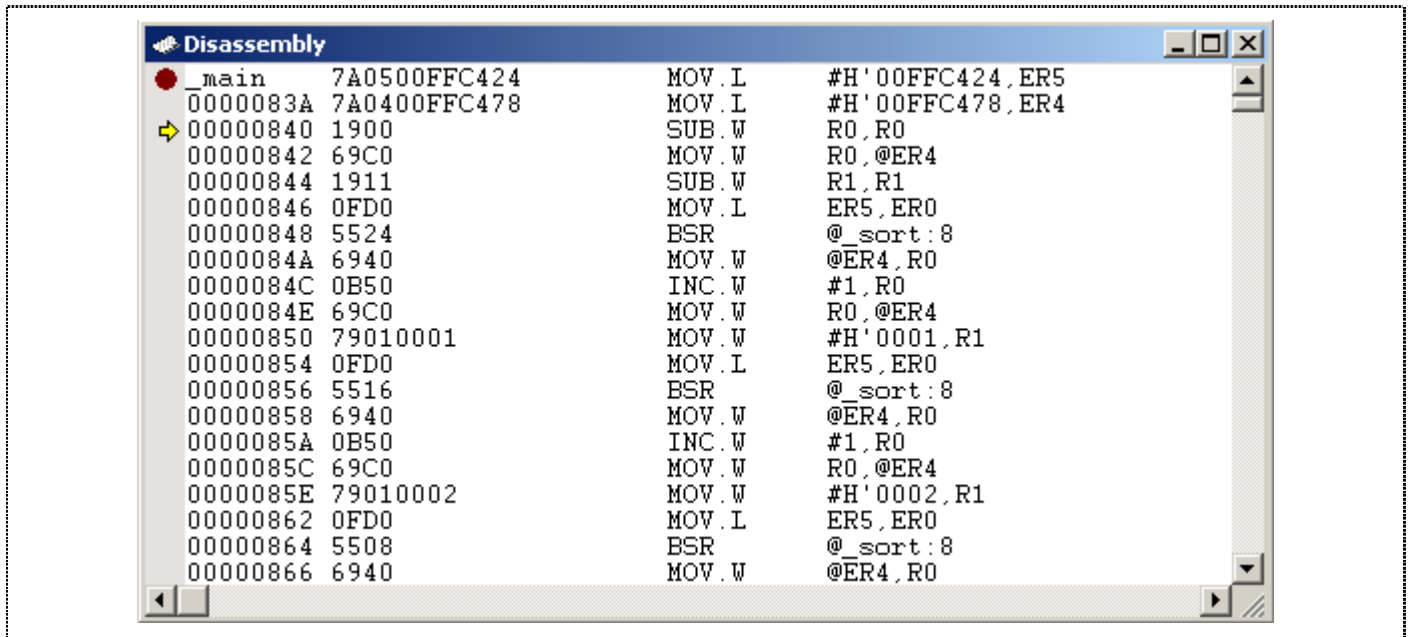 Disassembly
_main 7A0500FFC424 MOV.L #H'00FFC424,ER5
0000083A 7A0400FFC478 MOV.L #H'00FFC478,ER4
00000840 1900 SUB.W R0,R0
00000842 69C0 MOV.W R0,@ER4
00000844 1911 SUB.W R1,R1
00000846 0FD0 MOV.L ER5,ER0
00000848 5524 BSR @_sort:8
0000084A 6940 MOV.W @ER4,R0
0000084C 0B50 INC.W #1,R0
0000084E 69C0 MOV.W R0,@ER4
00000850 79010001 MOV.W #H'0001,R1
00000854 0FD0 MOV.L ER5,ER0
00000856 5516 BSR @_sort:8
00000858 6940 MOV.W @ER4,R0
0000085A 0B50 INC.W #1,R0
0000085C 69C0 MOV.W R0,@ER4
0000085E 79010002 MOV.W #H'0002,R1
00000862 0FD0 MOV.L ER5,ER0
00000864 5508 BSR @_sort:8
00000866 6940 MOV.W @ER4,R0